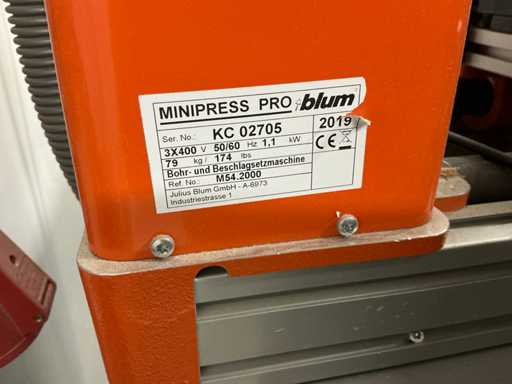 MINIPRESS PRO blum
Ser. No.: KC 02705 2019
3X400 V 50/60 Hz 1,1 kW
79 kg / 174 lbs
Bohr- und Beschlagsetzmaschine
Ref. No.: M54.2000
Julius Blum GmbH - A-6973
Industriestrasse 1
CE